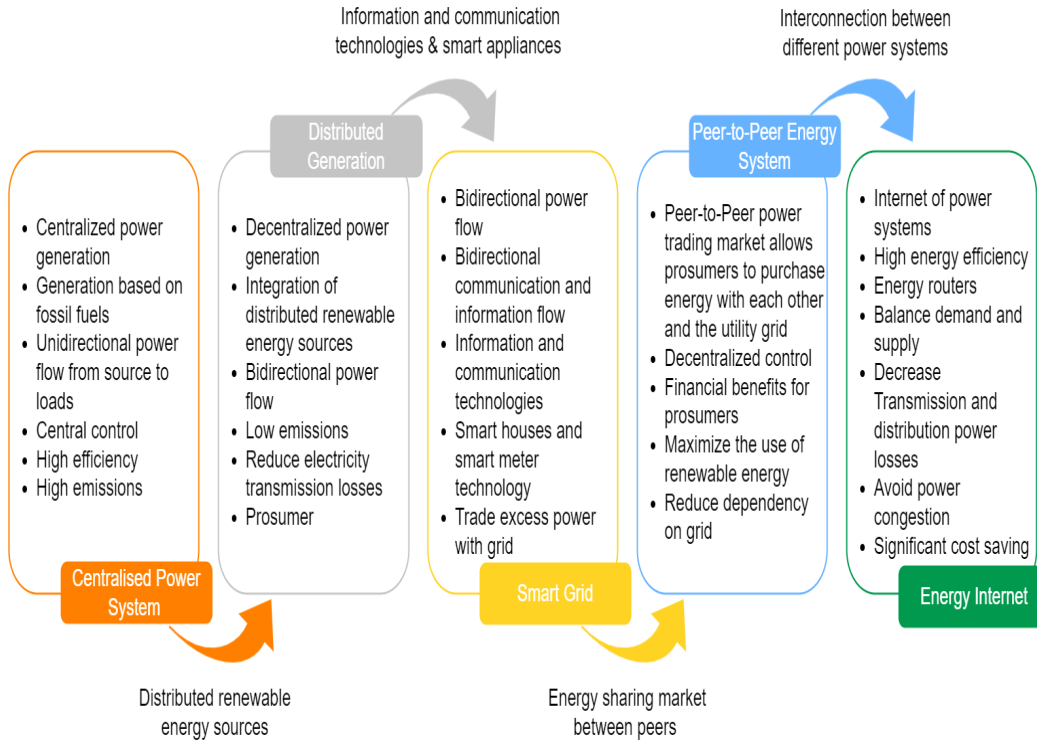 Information and communication
technologies & smart appliances
Interconnection between
different power systems
Distributed
Generation
Peer-to-Peer Energy
System
• Centralized power
generation
• Generation based on
fossil fuels
• Unidirectional power
flow from source to
loads
• Central control
• High efficiency
• High emissions
Centralised Power
System
• Decentralized power
generation
• Integration of
distributed renewable
energy sources
• Bidirectional power
flow
• Low emissions
• Reduce electricity
transmission losses
• Prosumer
• Bidirectional power
flow
• Bidirectional
communication and
information flow
• Information and
communication
technologies
• Smart houses and
smart meter
technology
• Trade excess power
with grid
Smart Grid
• Peer-to-Peer power
trading market allows
prosumers to purchase
energy with each other
and the utility grid
• Decentralized control
• Financial benefits for
prosumers
• Maximize the use of
renewable energy
• Reduce dependency
on grid
• Internet of power
systems
• High energy efficiency
• Energy routers
• Balance demand and
supply
• Decrease
Transmission and
distribution power
losses
• Avoid power
congestion
• Significant cost saving
Energy Internet
Distributed renewable
energy sources
Energy sharing market
between peers